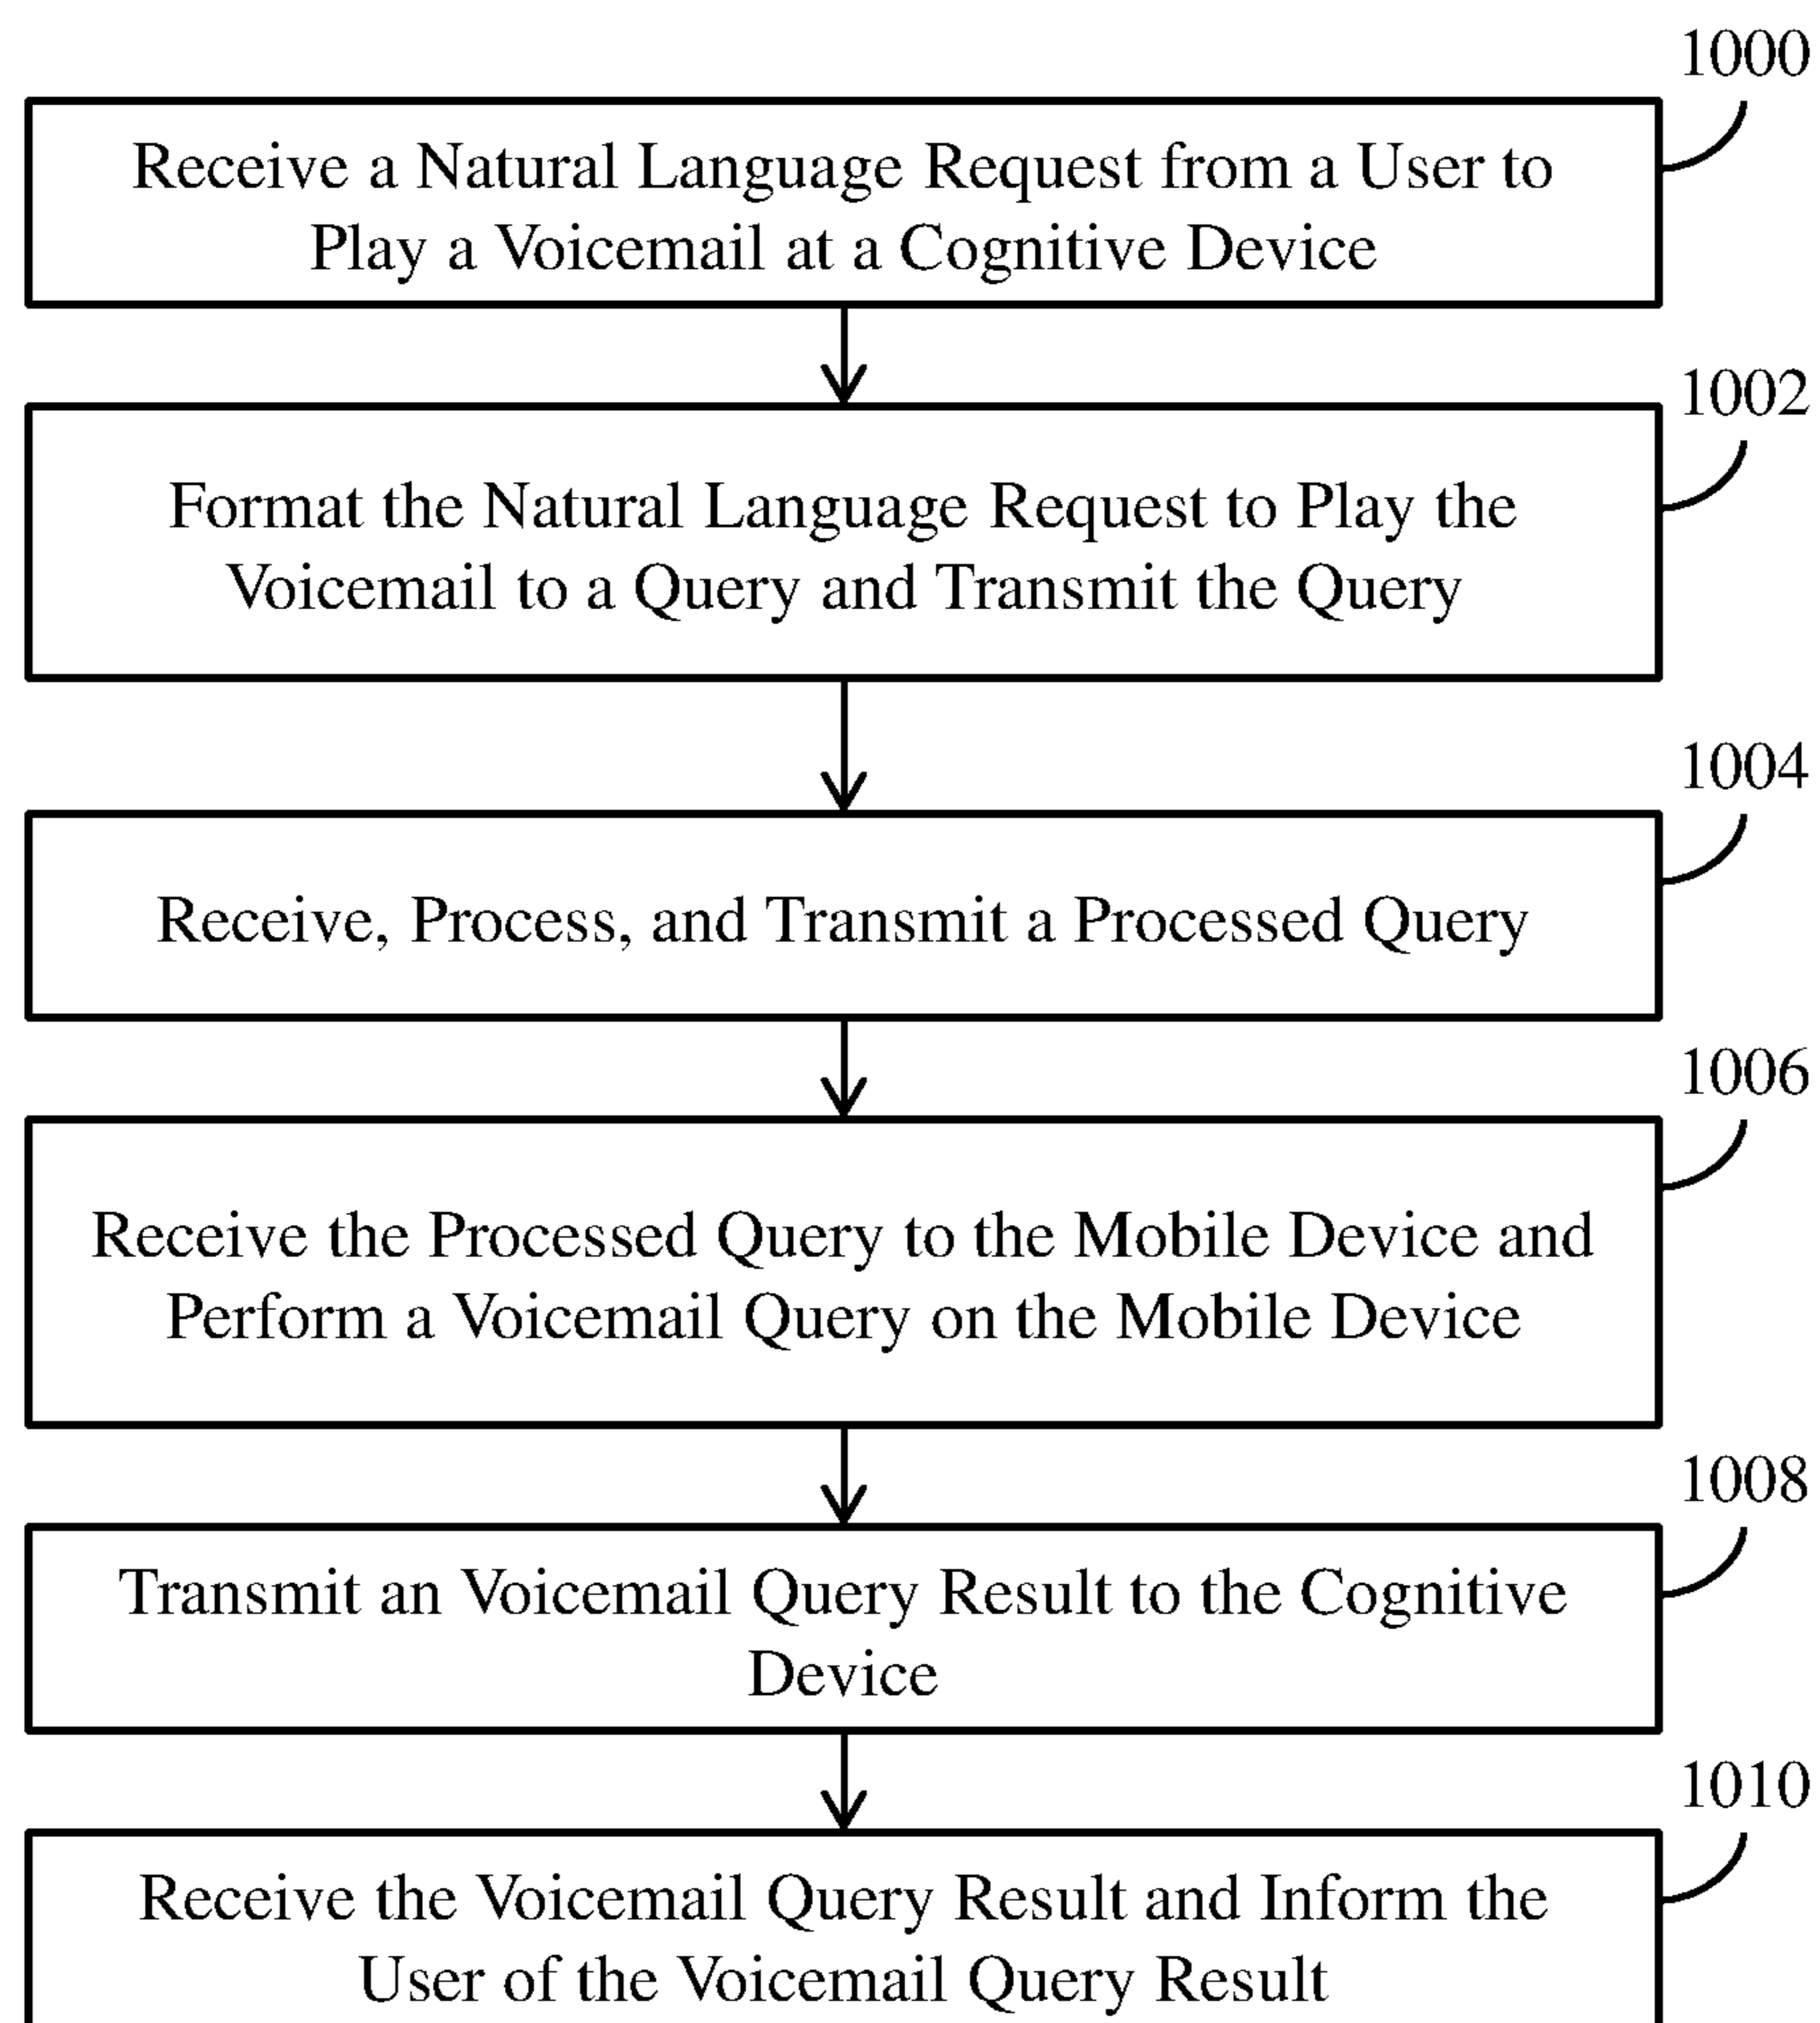 1000
Receive a Natural Language Request from a User to
Play a Voicemail at a Cognitive Device
1002
Format the Natural Language Request to Play the
Voicemail to a Query and Transmit the Query
1004
Receive, Process, and Transmit a Processed Query
1006
Receive the Processed Query to the Mobile Device and
Perform a Voicemail Query on the Mobile Device
1008
Transmit an Voicemail Query Result to the Cognitive
Device
1010
Receive the Voicemail Query Result and Inform the
User of the Voicemail Query Result